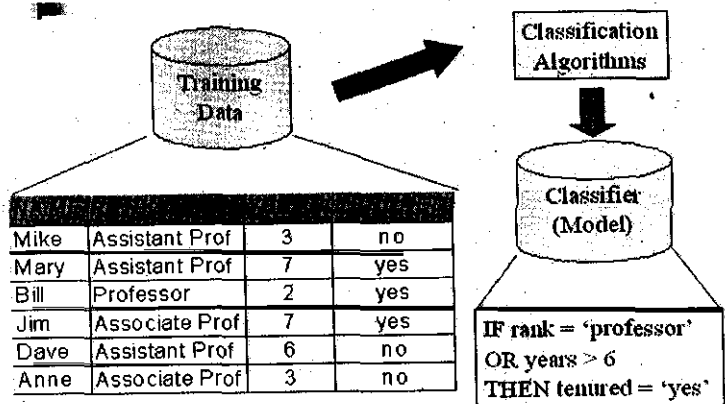 Training
Data
Classification
Algorithms
Classifier
(Model)
Mike Assistant Prof 3 no
Mary Assistant Prof 7 yes
Bill Professor 2 yes
Jim Associate Prof 7 yes
Dave Assistant Prof 6 no
Anne Associate Prof 3 no
IF rank = ‘professor’
OR years > 6
THEN tenured = ‘yes’